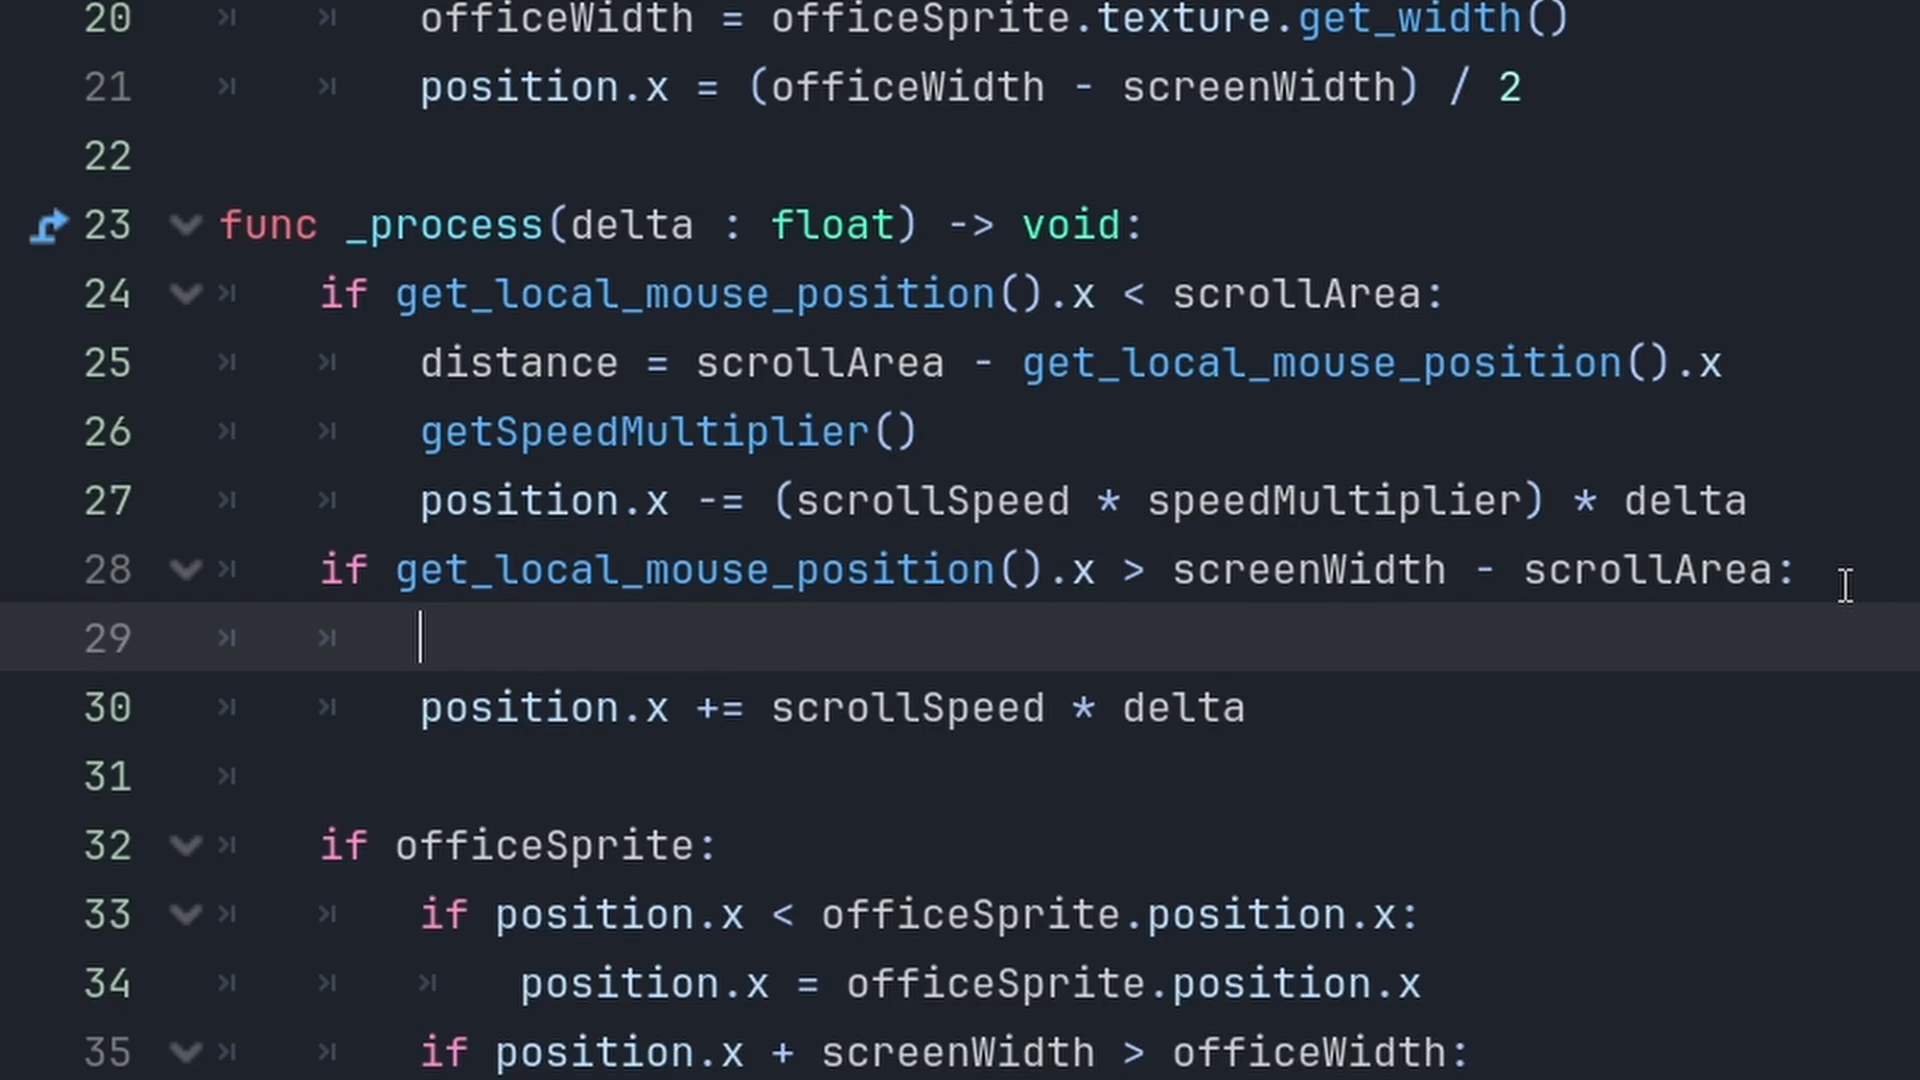 20 officeWidth = officeSprite.texture.get_width()
21 position.x = (officeWidth - screenWidth) / 2
22
23 func _process(delta : float) -> void:
24 if get_local_mouse_position().x < scrollArea:
25 distance = scrollArea - get_local_mouse_position().x
26 getSpeedMultiplier()
27 position.x -= (scrollSpeed * speedMultiplier) * delta
28 if get_local_mouse_position().x > screenWidth - scrollArea:
29
30 position.x += scrollSpeed * delta
31
32 if officeSprite:
33 if position.x < officeSprite.position.x:
34 position.x = officeSprite.position.x
35 if position.x + screenWidth > officeWidth: